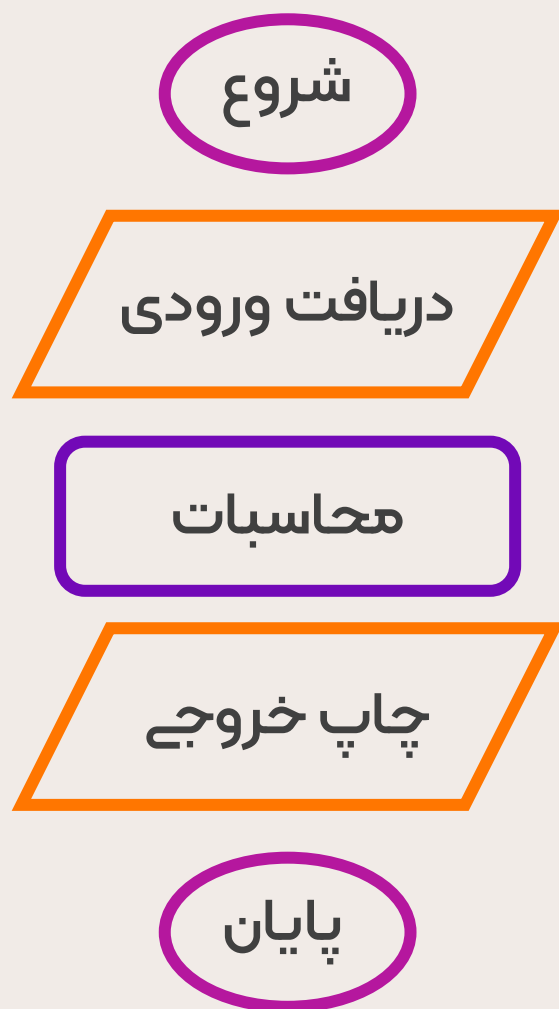 شروع
دریافت ورودی
محاسبات
چاپ خروجی
پایان